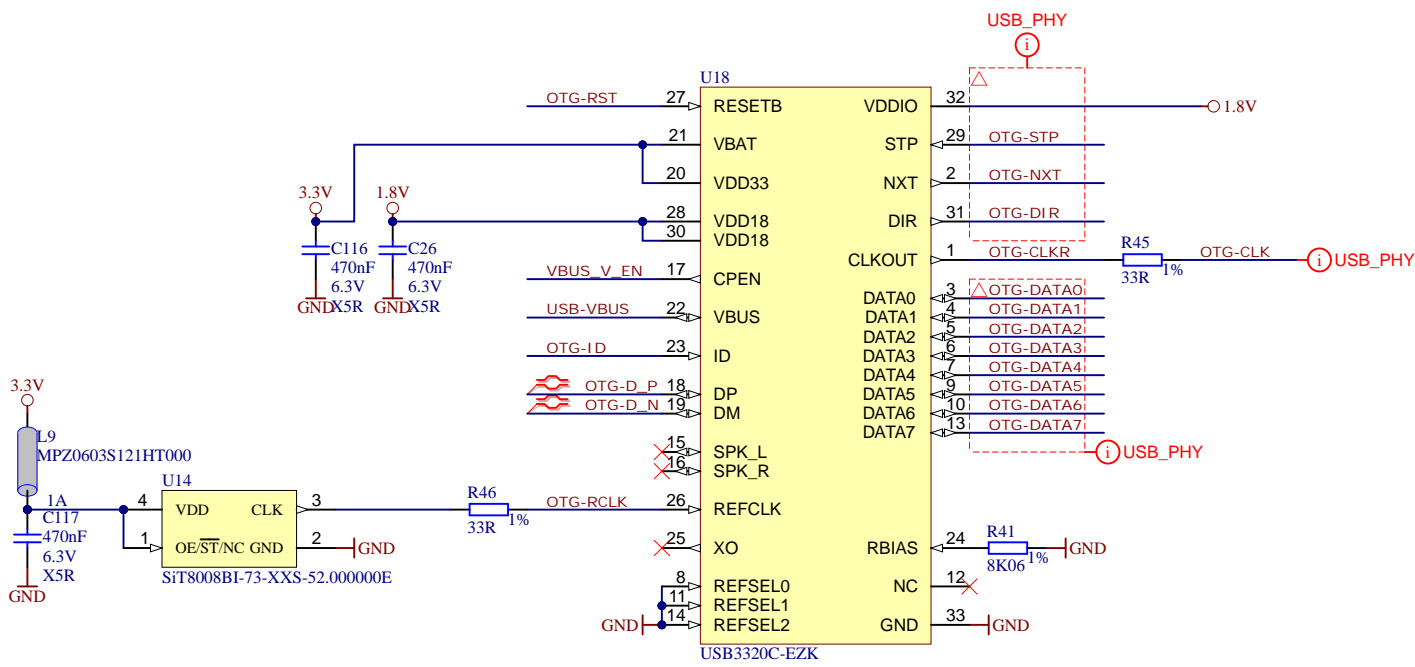 USB_PHY
i
U18
OTG-RST 27 RESETB VDDIO 32 1.8V
21 VBAT STP 29 OTG-STP
20 VDD33 NXT 2 OTG-NXT
3.3V 1.8V
28 VDD18 DIR 31 OTG-DIR
30 VDD18
C116 C26
470nF 470nF
6.3V 6.3V
X5R X5R
GND GND
CLKOUT 1 OTG-CLKR R45 33R 1% OTG-CLK i USB_PHY
VBUS_V_EN 17 CPEN
DATA0 3 OTG-DATA0
USB-VBUS 22 VBUS DATA1 4 OTG-DATA1
DATA2 5 OTG-DATA2
OTG-ID 23 ID DATA3 6 OTG-DATA3
DATA4 7 OTG-DATA4
OTG-D_P 18 DP DATA5 9 OTG-DATA5
OTG-D_N 19 DM DATA6 10 OTG-DATA6
DATA7 13 OTG-DATA7
i USB_PHY
15 SPK_L
16 SPK_R
3.3V
L9
MPZ0603S121HT000
1A
C117
470nF
6.3V
X5R
GND
U14
4 VDD CLK 3
1 OE/ST/NC GND 2 GND
SiT8008BI-73-XXS-52.000000E
R46
33R 1%
OTG-RCLK 26 REFCLK
25 XO RBIAS 24 R41 8K06 1% GND
8 REFSEL0 NC 12
11 REFSEL1
GND 14 REFSEL2 GND 33 GND
USB3320C-EZK